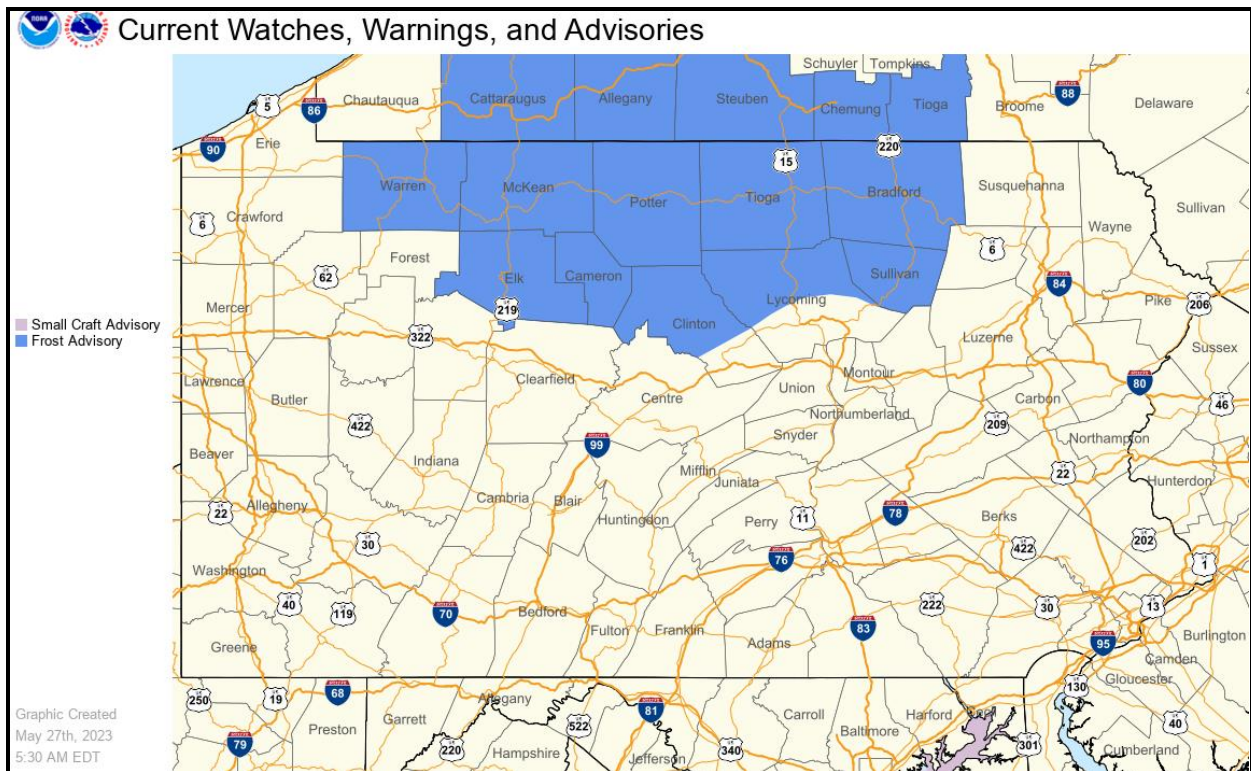 Current Watches, Warnings, and Advisories
Schuyler
Tompkins
5
86
Chautauqua
Cattaraugus
Allegany
Steuben
Chemung
Tioga
Broome
88
Delaware
90
Erie
15
220
Warren
McKean
Potter
Tioga
Bradford
Susquehanna
Wayne
Sullivan
6
Crawford
62
Forest
Elk
Cameron
Sullivan
6
84
Pike
206
Mercer
219
Lycoming
Small Craft Advisory
Frost Advisory
322
Clinton
Luzerne
Sussex
Lawrence
Butler
Clearfield
Centre
Union
Montour
Carbon
80
46
422
Northumberland
209
Beaver
Indiana
99
Snyder
Northampton
Mifflin
Juniata
22
Hunterdon
Allegheny
22
Cambria
Blair
Huntingdon
Perry
11
78
Berks
30
76
422
202
1
Washington
40
119
70
Bedford
Fulton
Franklin
Adams
83
222
30
13
95
Burlington
Greene
Camden
Gloucester
250
19
68
Allegany
81
130
Graphic Created
May 27th, 2023
5:30 AM EDT
79
Preston
Garrett
220
Hampshire
522
Jefferson
340
Carroll
Baltimore
Harford
301
40
Cumberland